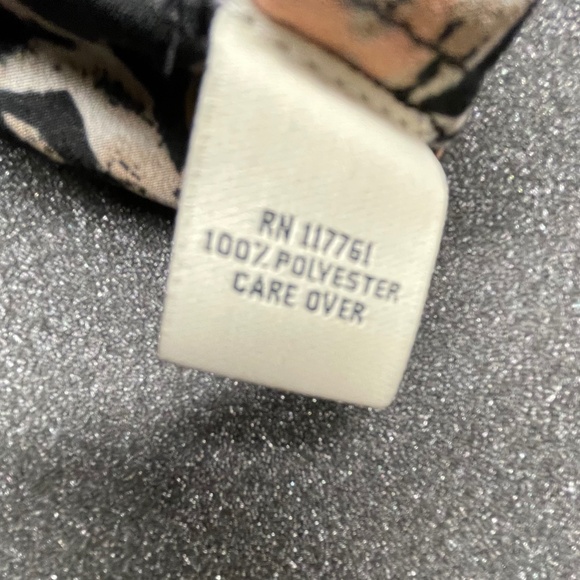 RN 117761
100% POLYESTER
CARE OVER